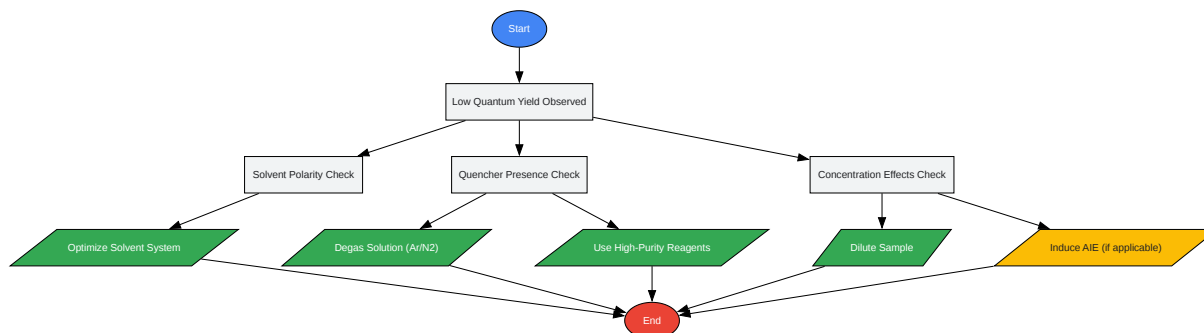 Start
Low Quantum Yield Observed
Solvent Polarity Check
Quencher Presence Check
Concentration Effects Check
Optimize Solvent System
Degas Solution (Ar/N2)
Use High-Purity Reagents
Dilute Sample
Induce AIE (if applicable)
End